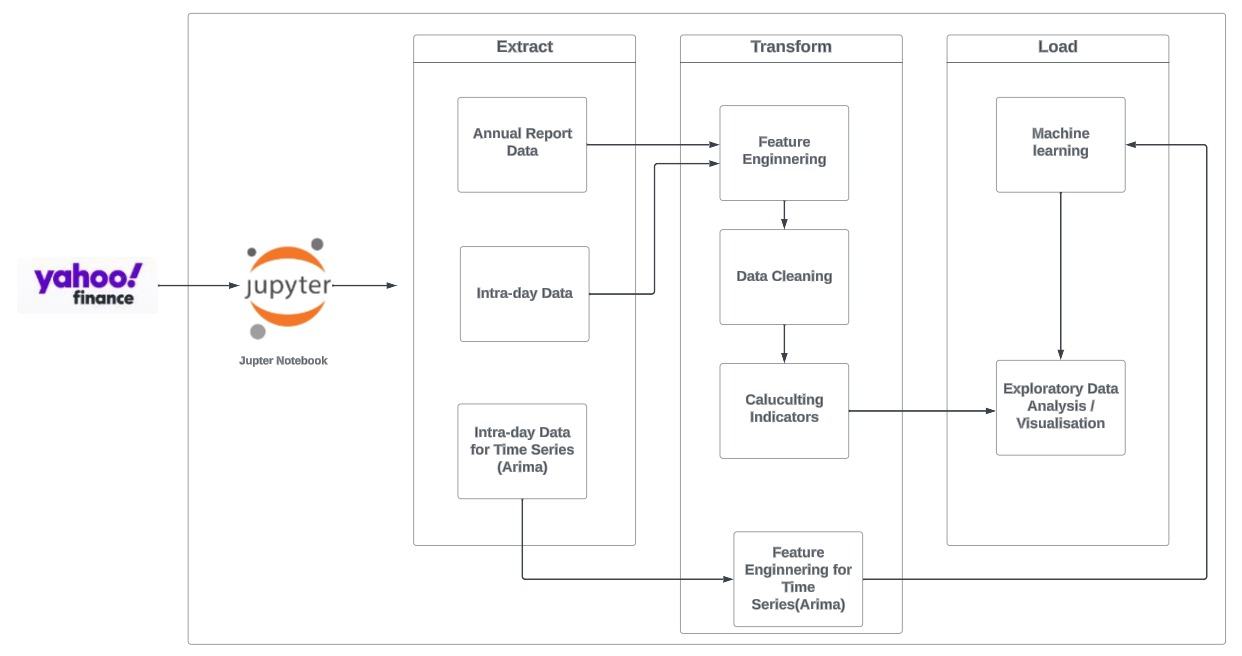 Extract
Transform
Load
Annual Report
Data
Feature
Enginnering
Machine
learning
yahoo!
finance
jupyter
Jupter Notebook
Intra-day Data
Data Cleaning
Intra-day Data
for Time Series
(Arima)
Caluculting
Indicators
Exploratory Data
Analysis /
Visualisation
Feature
Enginnering for
Time
Series(Arima)